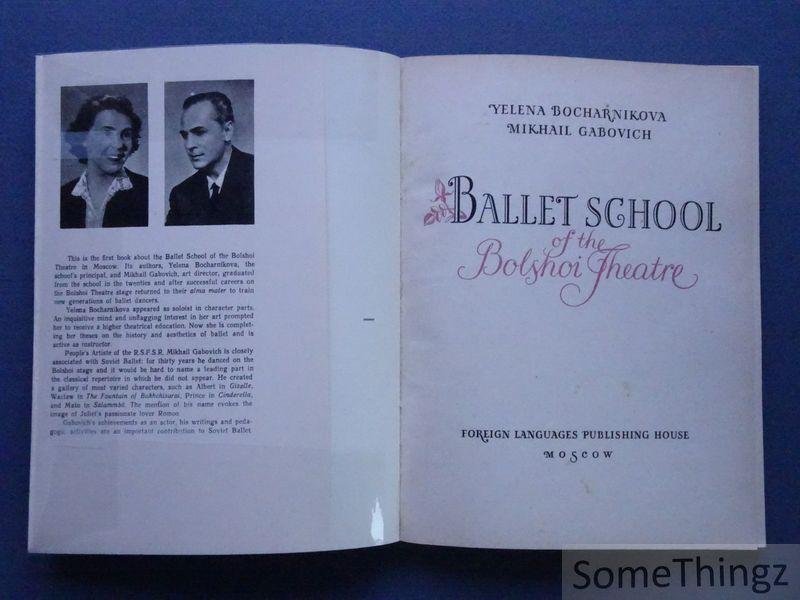 This is the first book about the Ballet School of the Bolshoi
Theatre in Moscow. Its authors, Yelena Bocharnikova, the
school's principal, and Mikhail Gabovich, art director, graduated
from the school in the twenties and after successful careers on
the Bolshoi Theatre stage returned to their alma mater to train
new generations of ballet dancers.
Yelena Bocharnikova appeared as soloist in character parts.
An inquisitive mind and unflagging interest in her art prompted
her to receive a higher theatrical education. Now she is complet-
ing her theses on the history and aesthetics of ballet and is
active as instructor.
People's Artiste of the R.S.F.S.R. Mikhail Gabovich is closely
associated with Soviet Ballet: for thirty years he danced on the
Bolshoi stage and it would be hard to name a leading part in
the classical repertoire in which he did not appear. He created
a gallery of most varied characters, such as Albert in Giselle,
Waclaw in The Fountain of Bakhchisarai, Prince in Cinderella,
and Mato in Salammbô. The mention of his name evokes the
image of Juliet's passionate lover Romeo.
Gabovich's achievements as an actor, his writings and peda-
gogic activities are an important contribution to Soviet Ballet
YELENA BOCHARNIKOVA
MIKHAIL GABOVICH
BALLET SCHOOL
of the
Bolshoi Theatre
FOREIGN LANGUAGES PUBLISHING HOUSE
MOSCOW
SomeThingz